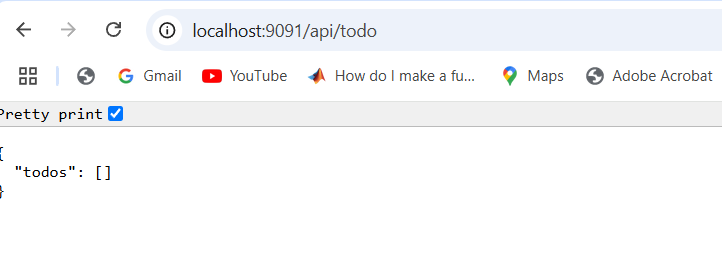 localhost:9091/api/todo
Gmail YouTube How do I make a fu... Maps Adobe Acrobat
Pretty print
{
"todos": []
}